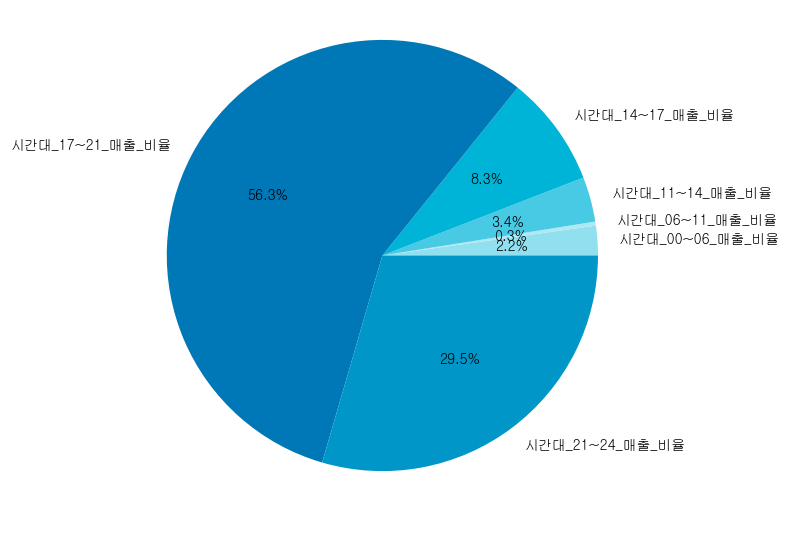 시간대_14~17_매출_비율
시간대_17~21_매출_비율
56.3%
8.3%
시간대_11~14_매출_비율
3.4%
시간대_06~11_매출_비율
0.3%
시간대_00~06_매출_비율
2.2%
29.5%
시간대_21~24_매출_비율